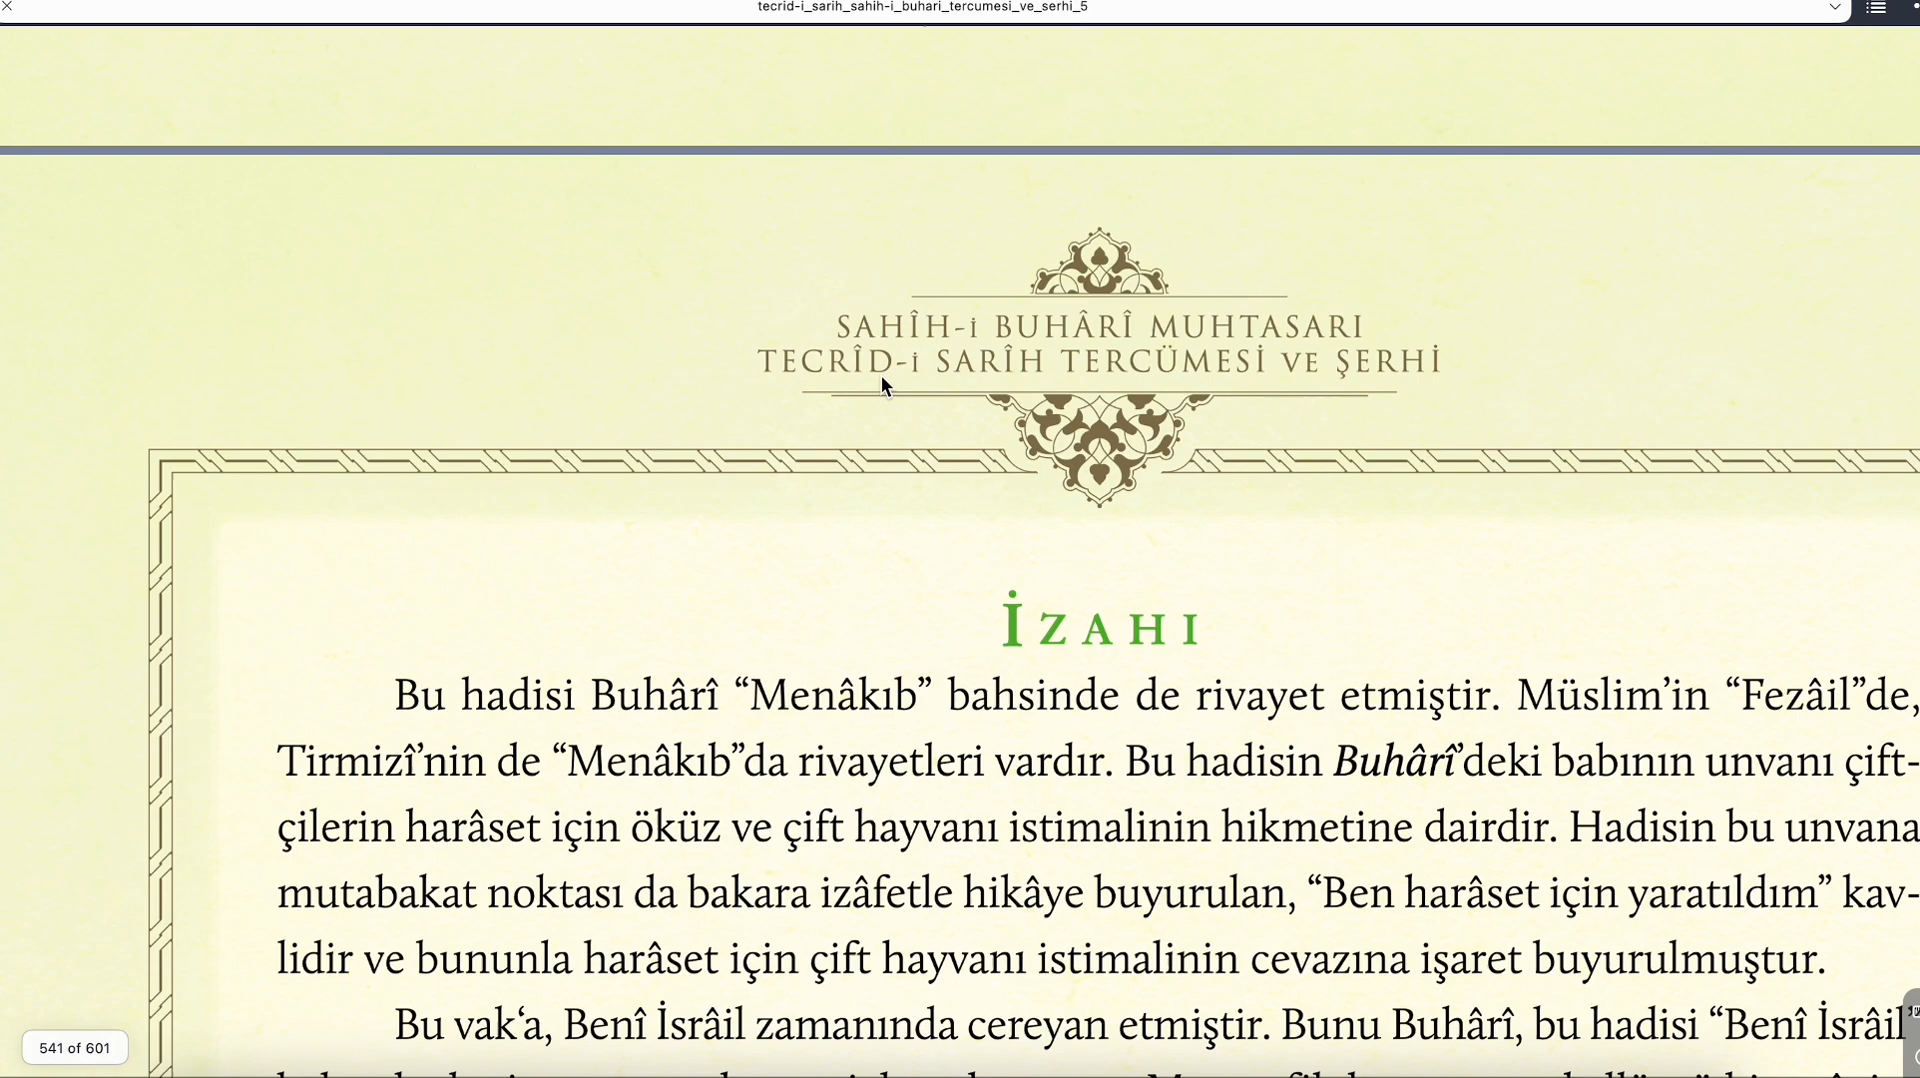 tecrid-i_sarih_sahih-i_buhari_tercumesi_ve_serhi_5
SAHÎH-i BUHÂRÎ MUHTASARI
TECRÎD-i SARÎH TERCÜMESİ VE ŞERHİ
İZAHI
Bu hadisi Buhârî “Menâkıb” bahsinde de rivayet etmiştir. Müslim’in “Fezâil”de,
Tirmizî’nin de “Menâkıb”da rivayetleri vardır. Bu hadisin Buhârî’deki babının unvanı çift-
çilerin harâset için öküz ve çift hayvanı istimalinin hikmetine dairdir. Hadisin bu unvana
mutabakat noktası da bakara izâfetle hikâye buyurulan, “Ben harâset için yaratıldım” kav-
lidir ve bununla harâset için çift hayvanı istimalinin cevazına işaret buyurulmuştur.
Bu vak‘a, Benî İsrâil zamanında cereyan etmiştir. Bunu Buhârî, bu hadisi “Benî İsrâil”
541 of 601